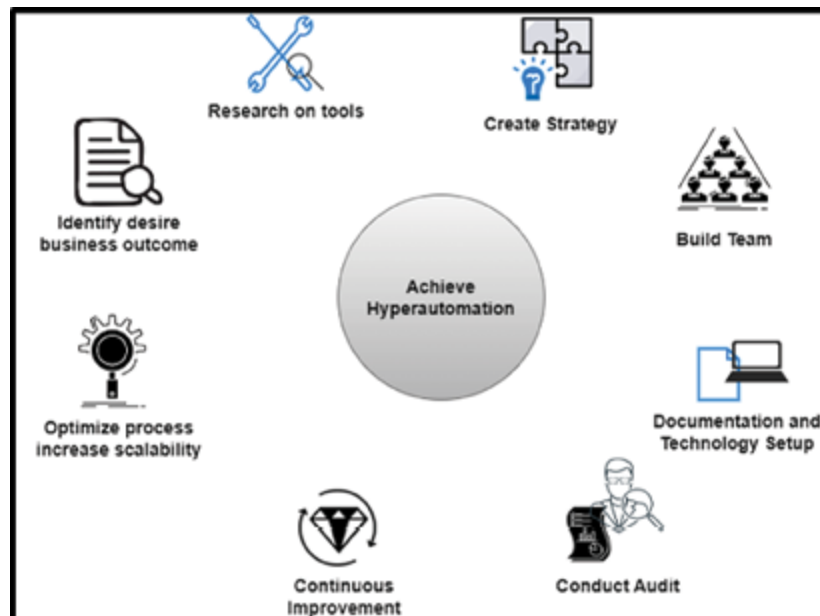 Research on tools
Create Strategy
Identify desire
business outcome
Build Team
Achieve
Hyperautomation
Optimize process
increase scalability
Documentation and
Technology Setup
Continuous
Improvement
Conduct Audit